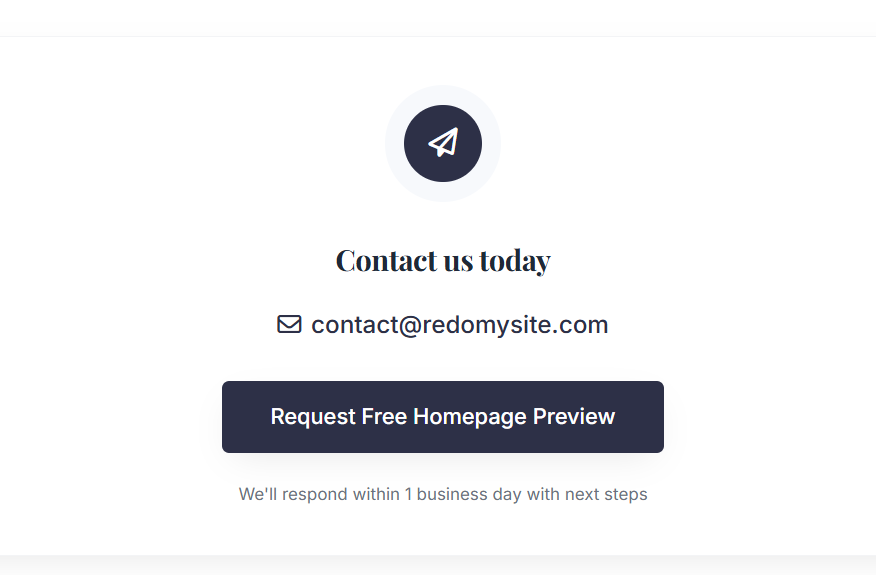 Contact us today
contact@redomysite.com
Request Free Homepage Preview
We'll respond within 1 business day with next steps